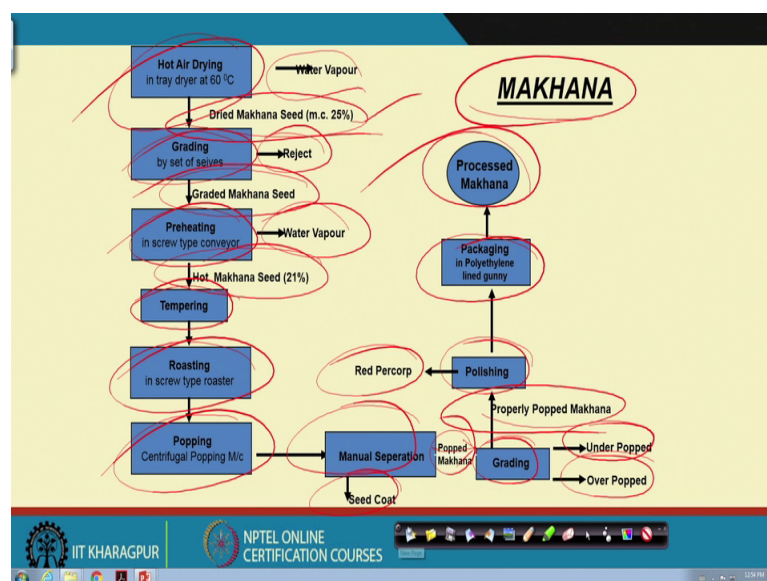 MAKHANA
Hot Air Drying
in tray dryer at 60 ⁰C
Water Vapour
Dried Makhana Seed (m.c. 25%)
Grading
by set of seives
Reject
Graded Makhana Seed
Preheating
in screw type conveyor
Water Vapour
Hot Makhana Seed (21%)
Tempering
Roasting
in screw type roaster
Popping
Centrifugal Popping M/c
Manual Seperation
Seed Coat
Popped
Makhana
Grading
Under Popped
Over Popped
Properly Popped Makhana
Polishing
Red Percorp
Packaging
in Polyethylene
lined gunny
Processed
Makhana
IIT KHARAGPUR
NPTEL ONLINE
CERTIFICATION COURSES